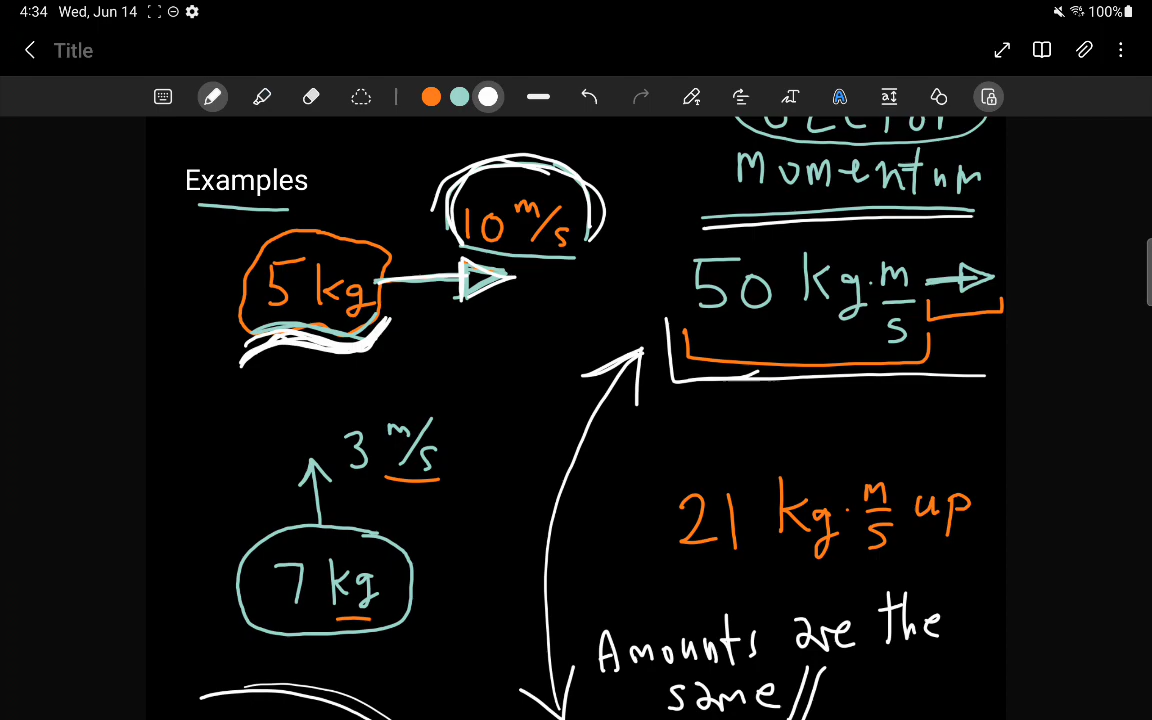 4:34 Wed, Jun 14 100%
Title
momentum
Examples
10 m/s
5 kg
50 kg·m/s
3 m/s
21 kg·m/s up
7 kg
Amounts are the
same